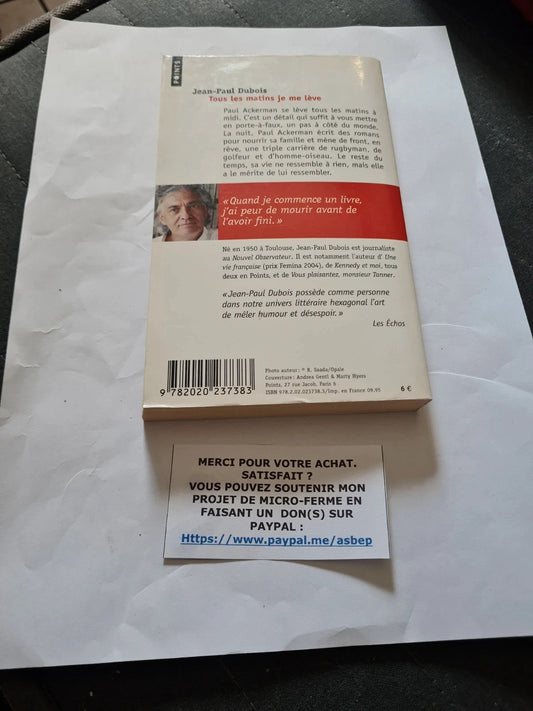 POINTS
Jean-Paul Dubois
Tous les matins je me lève
Paul Ackerman se lève tous les matins à
midi. C'est un détail qui suffit à vous mettre
en porte-à-faux, un pas à côté du monde.
La nuit, Paul Ackerman écrit des romans
pour nourrir sa famille et mène de front, en
rêve, une triple carrière de rugbyman, de
golfeur et d'homme-oiseau. Le reste du
temps, sa vie ne ressemble à rien, mais elle
a le mérite de lui ressembler.
« Quand je commence un livre,
j'ai peur de mourir avant de
l'avoir fini. »
Né en 1950 à Toulouse, Jean-Paul Dubois est journaliste
au Nouvel Observateur. Il est notamment l'auteur d' Une
vie française (prix Femina 2004), de Kennedy et moi, tous
deux en Points, et de Vous plaisantez, monsieur Tanner.
« Jean-Paul Dubois possède comme personne
dans notre univers littéraire hexagonal l'art
de mêler humour et désespoir. »
Les Échos
9 782020 237383
Photo auteur : © R. Saada/Opale
Couverture : Andrea Gentl & Marty Hyers
Points, 27 rue Jacob, Paris 6
ISBN 978.2.02.023738.3/Imp. en France 09.95
6 €
MERCI POUR VOTRE ACHAT.
SATISFAIT ?
VOUS POUVEZ SOUTENIR MON
PROJET DE MICRO-FERME EN
FAISANT UN DON(S) SUR
PAYPAL :
Https://www.paypal.me/asbep